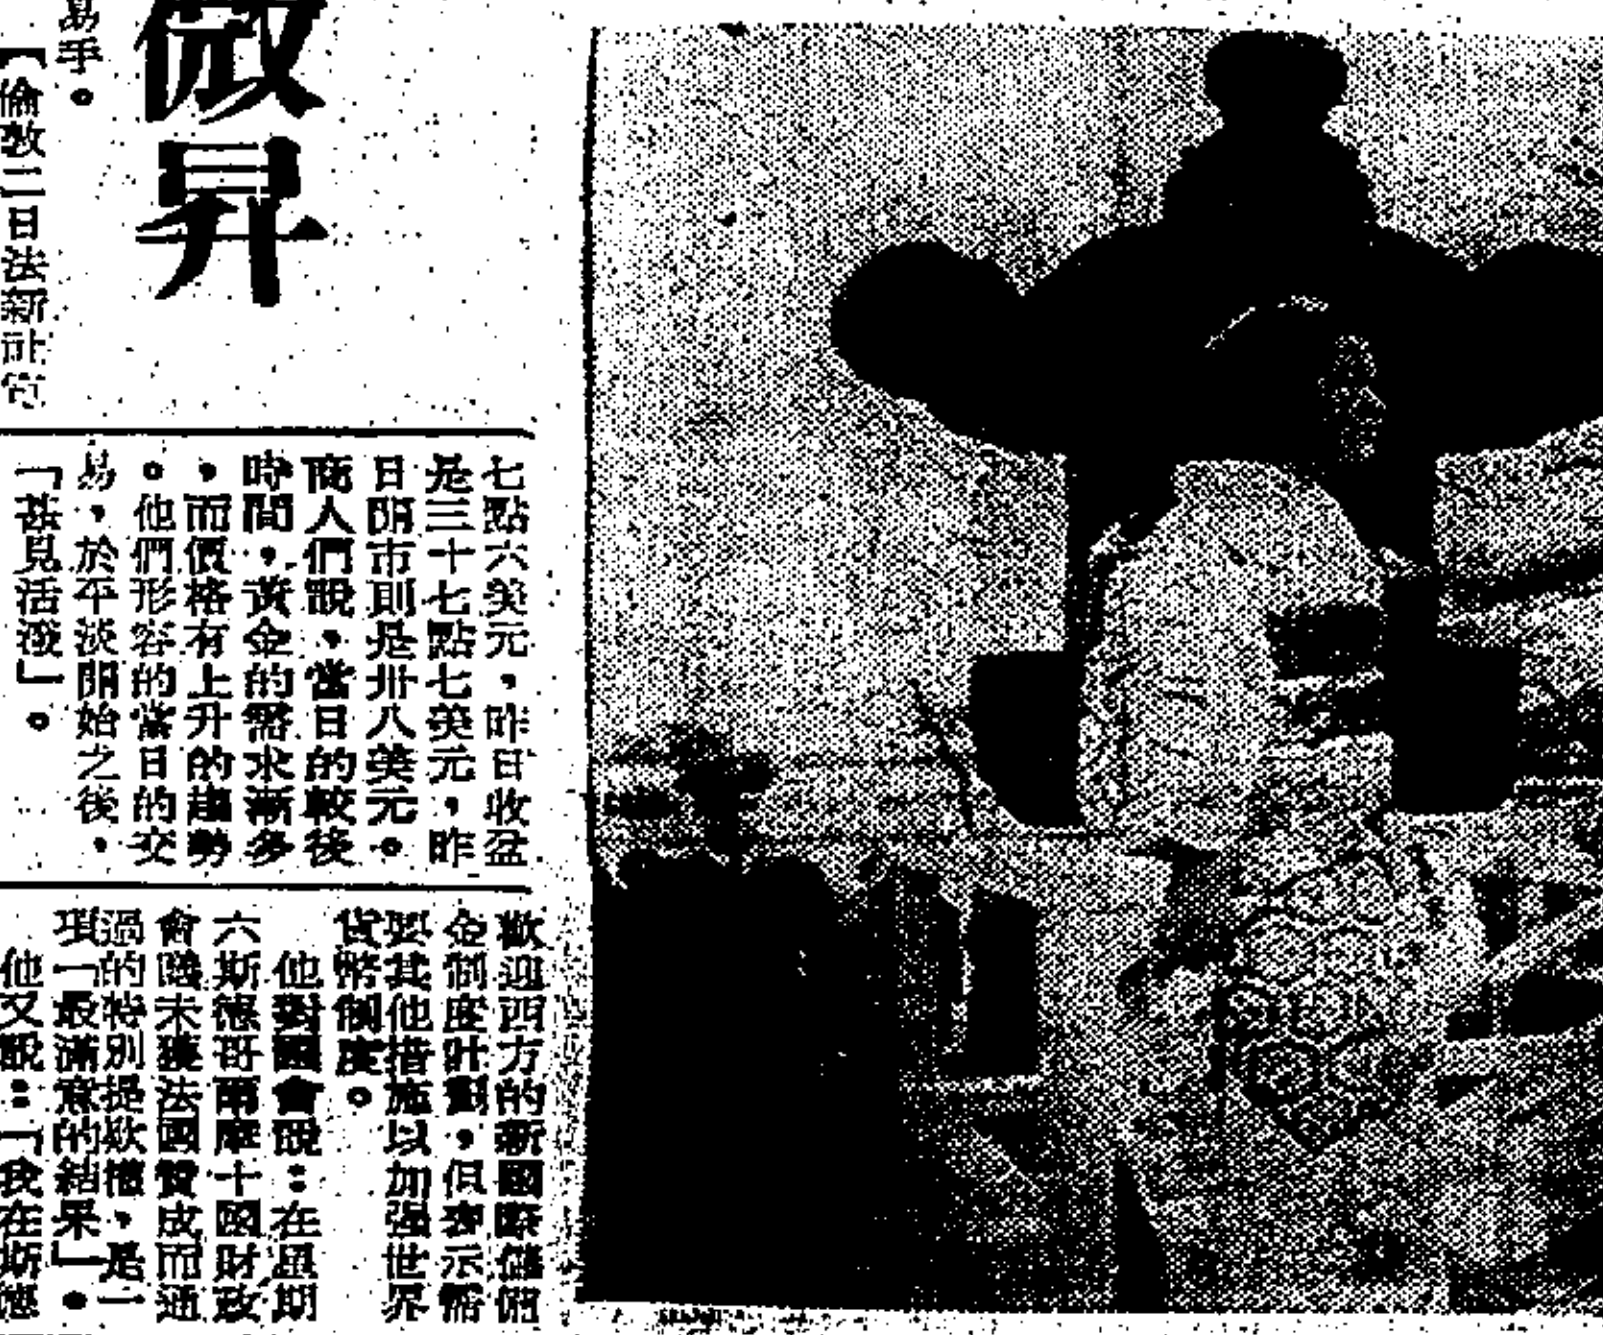 微昇
易手。
【倫敦二日法新社電
七點六美元，昨日收盆
是三十七點七美元，昨
日開市則是卅八美元。
商人們說，當日的較後
時間，黃金的需求漸多
，而價格有上升的趨勢
。他們形容的當日的交
易，於平淡開始之後，
「甚見活潑」。
歡迎西方的新國際儲備
金制度計劃，但表示需
要其他措施以加强世界
貨幣制度。
他對國會說：在星期
六斯德哥爾摩十國財政
會議未獲法國贊成而通
過的特別提款權，是一
項「最滿意的結果」。
他又說：「我在斯德